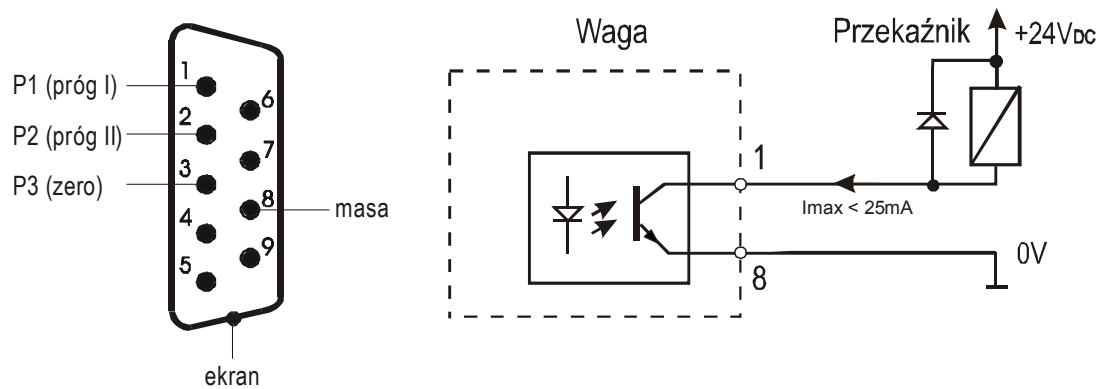 P1 (próg I)
P2 (próg II)
P3 (zero)
1
2
3
4
5
6
7
8
9
masa
ekran
Waga
Przekaźnik
+24VDC
1
Imax < 25mA
8
0V